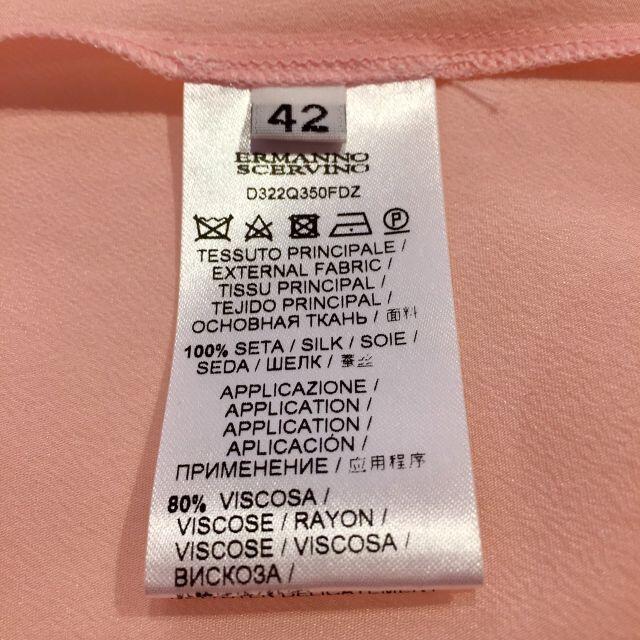 42
ERMANNO
SCERVINO
D322Q350FDZ
P
TESSUTO PRINCIPALE /
EXTERNAL FABRIC /
TISSU PRINCIPAL /
TEJIDO PRINCIPAL /
ОСНОВНАЯ ТКАНЬ / 面料
100% SETA / SILK / SOIE /
SEDA / ШЕЛК / 蚕丝
APPLICAZIONE /
APPLICATION /
APPLICATION /
APLICACIÓN /
ПРИМЕНЕНИЕ / 应用程序
80% VISCOSA /
VISCOSE / RAYON /
VISCOSE / VISCOSA /
ВИСКОЗА /